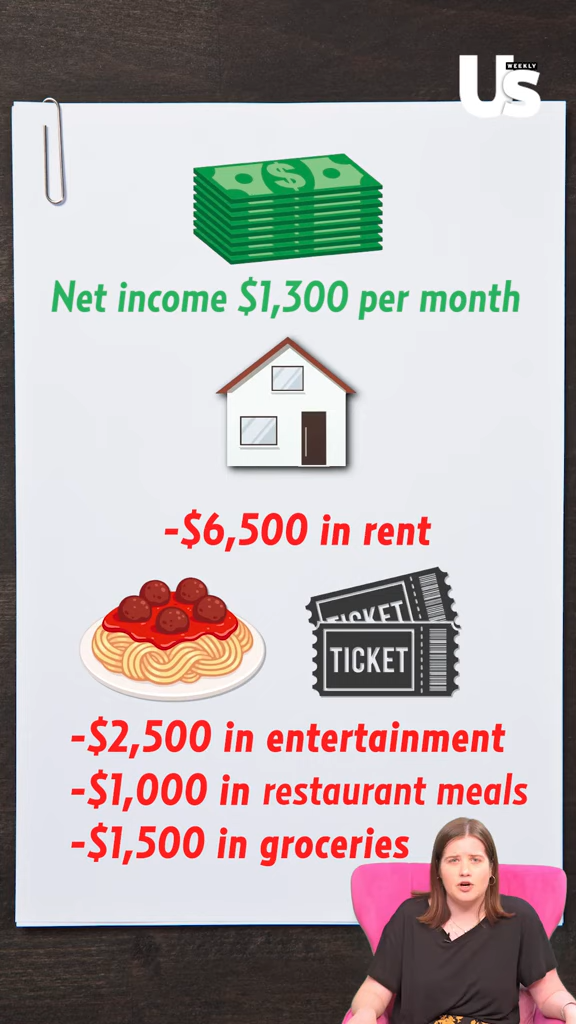 Us
WEEKLY
Net income $1,300 per month
-$6,500 in rent
TICKET
TICKET
-$2,500 in entertainment
-$1,000 in restaurant meals
-$1,500 in groceries